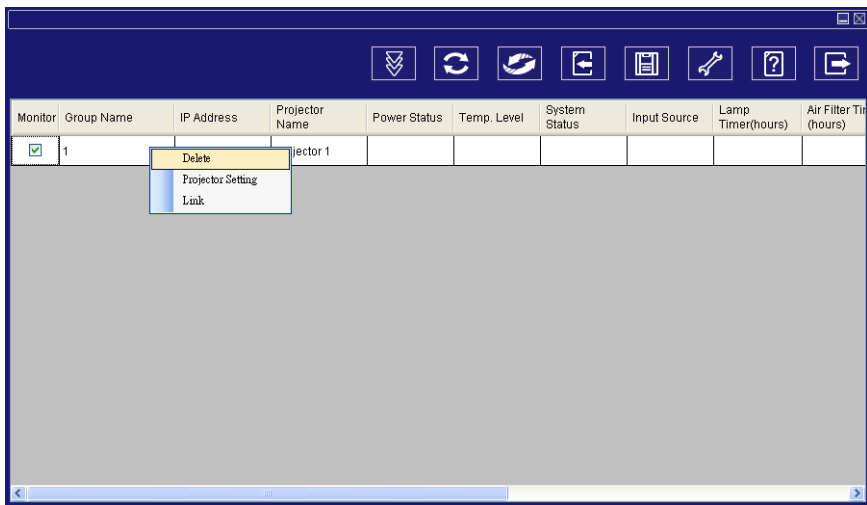 Monitor Group Name IP Address Projector Name Power Status Temp. Level System Status Input Source Lamp Timer(hours) Air Filter (hours)
1 jector 1
Delete
Projector Setting
Link